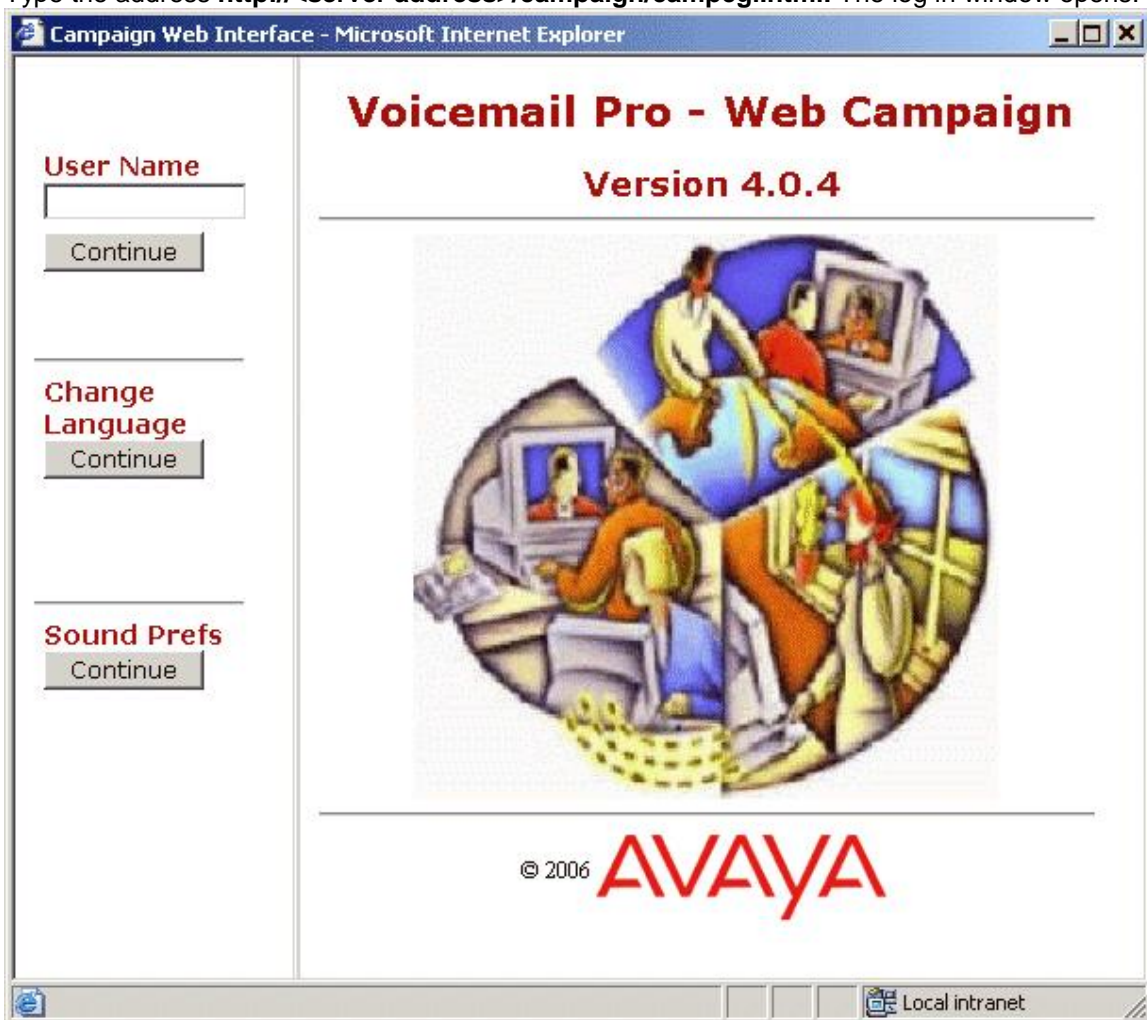 Campaign Web Interface - Microsoft Internet Explorer
User Name
Continue
Change
Language
Continue
Sound Prefs
Continue
Voicemail Pro - Web Campaign
Version 4.0.4
© 2006 AVAYA
Local intranet